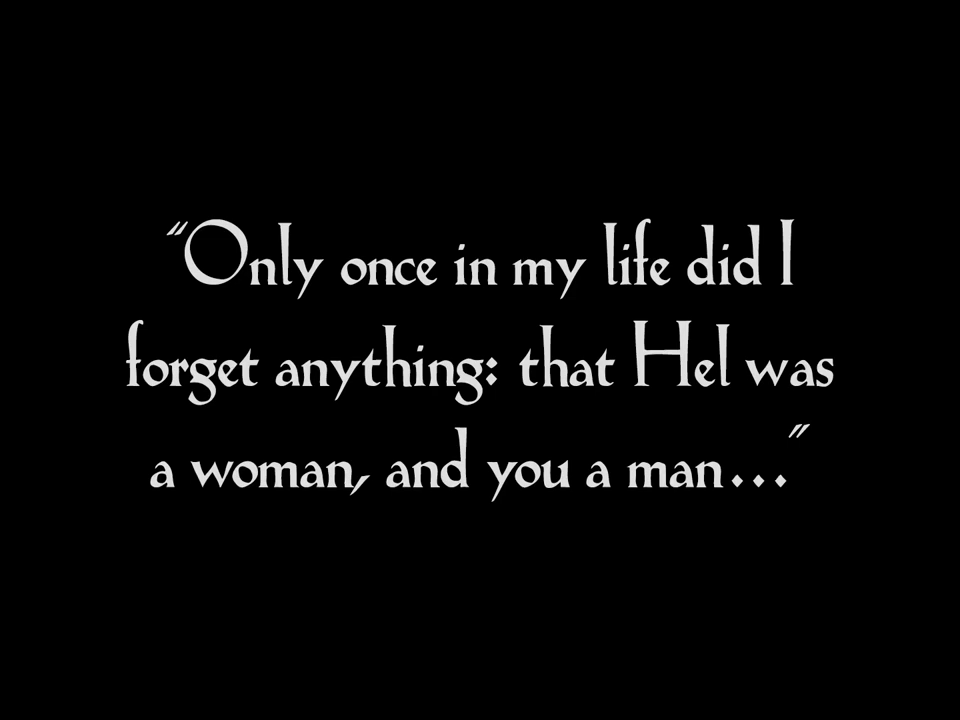 "Only once in my life did I
forget anything: that Hel was
a woman, and you a man..."